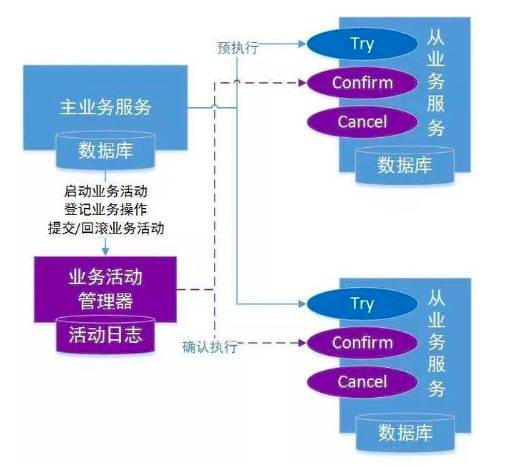 预执行
Try
Confirm
Cancel
从业务服务
数据库
主业务服务
数据库
启动业务活动
登记业务操作
提交/回滚业务活动
业务活动
管理器
活动日志
确认执行
Try
Confirm
Cancel
从业务服务
数据库